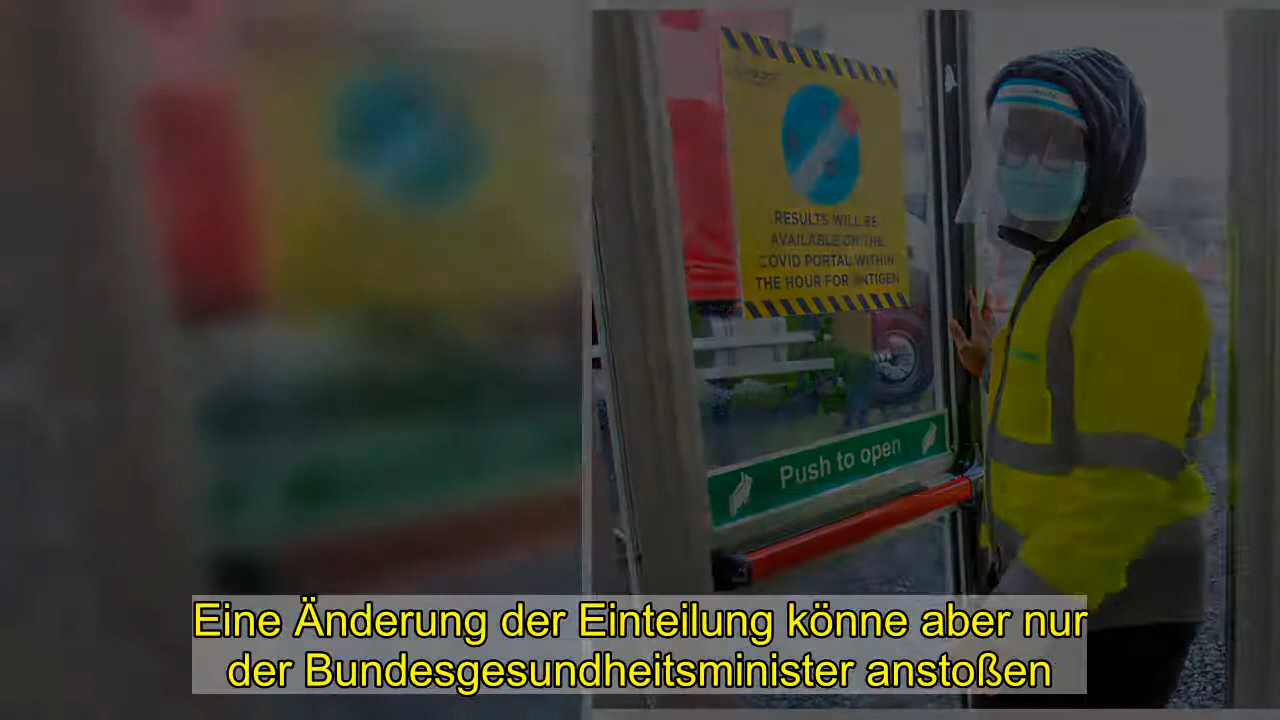 RESULTS WILL BE
AVAILABLE ON THE
COVID PORTAL WITHIN
THE HOUR FOR ANTIGEN
Push to open
Eine Änderung der Einteilung könne aber nur
der Bundesgesundheitsminister anstoßen